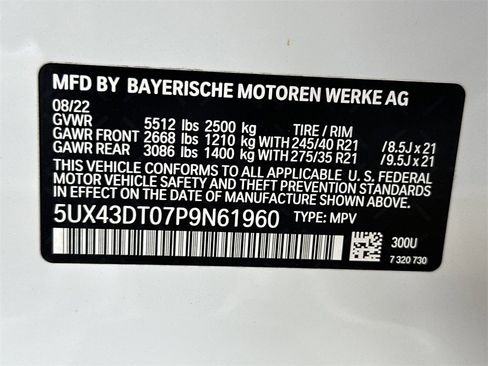 MFD BY BAYERISCHE MOTOREN WERKE AG
08/22
GVWR 5512 lbs 2500 kg TIRE / RIM
GAWR FRONT 2668 lbs 1210 kg WITH 245/40 R21 /8.5J x 21
GAWR REAR 3086 lbs 1400 kg WITH 275/35 R21 /9.5J x 21
THIS VEHICLE CONFORMS TO ALL APPLICABLE U. S. FEDERAL
MOTOR VEHICLE SAFETY AND THEFT PREVENTION
STANDARDS IN EFFECT ON THE DATE OF MANUFACTURE SHOWN ABOVE.
5UX43DT07P9N61960 TYPE: MPV
300U
7 320 730